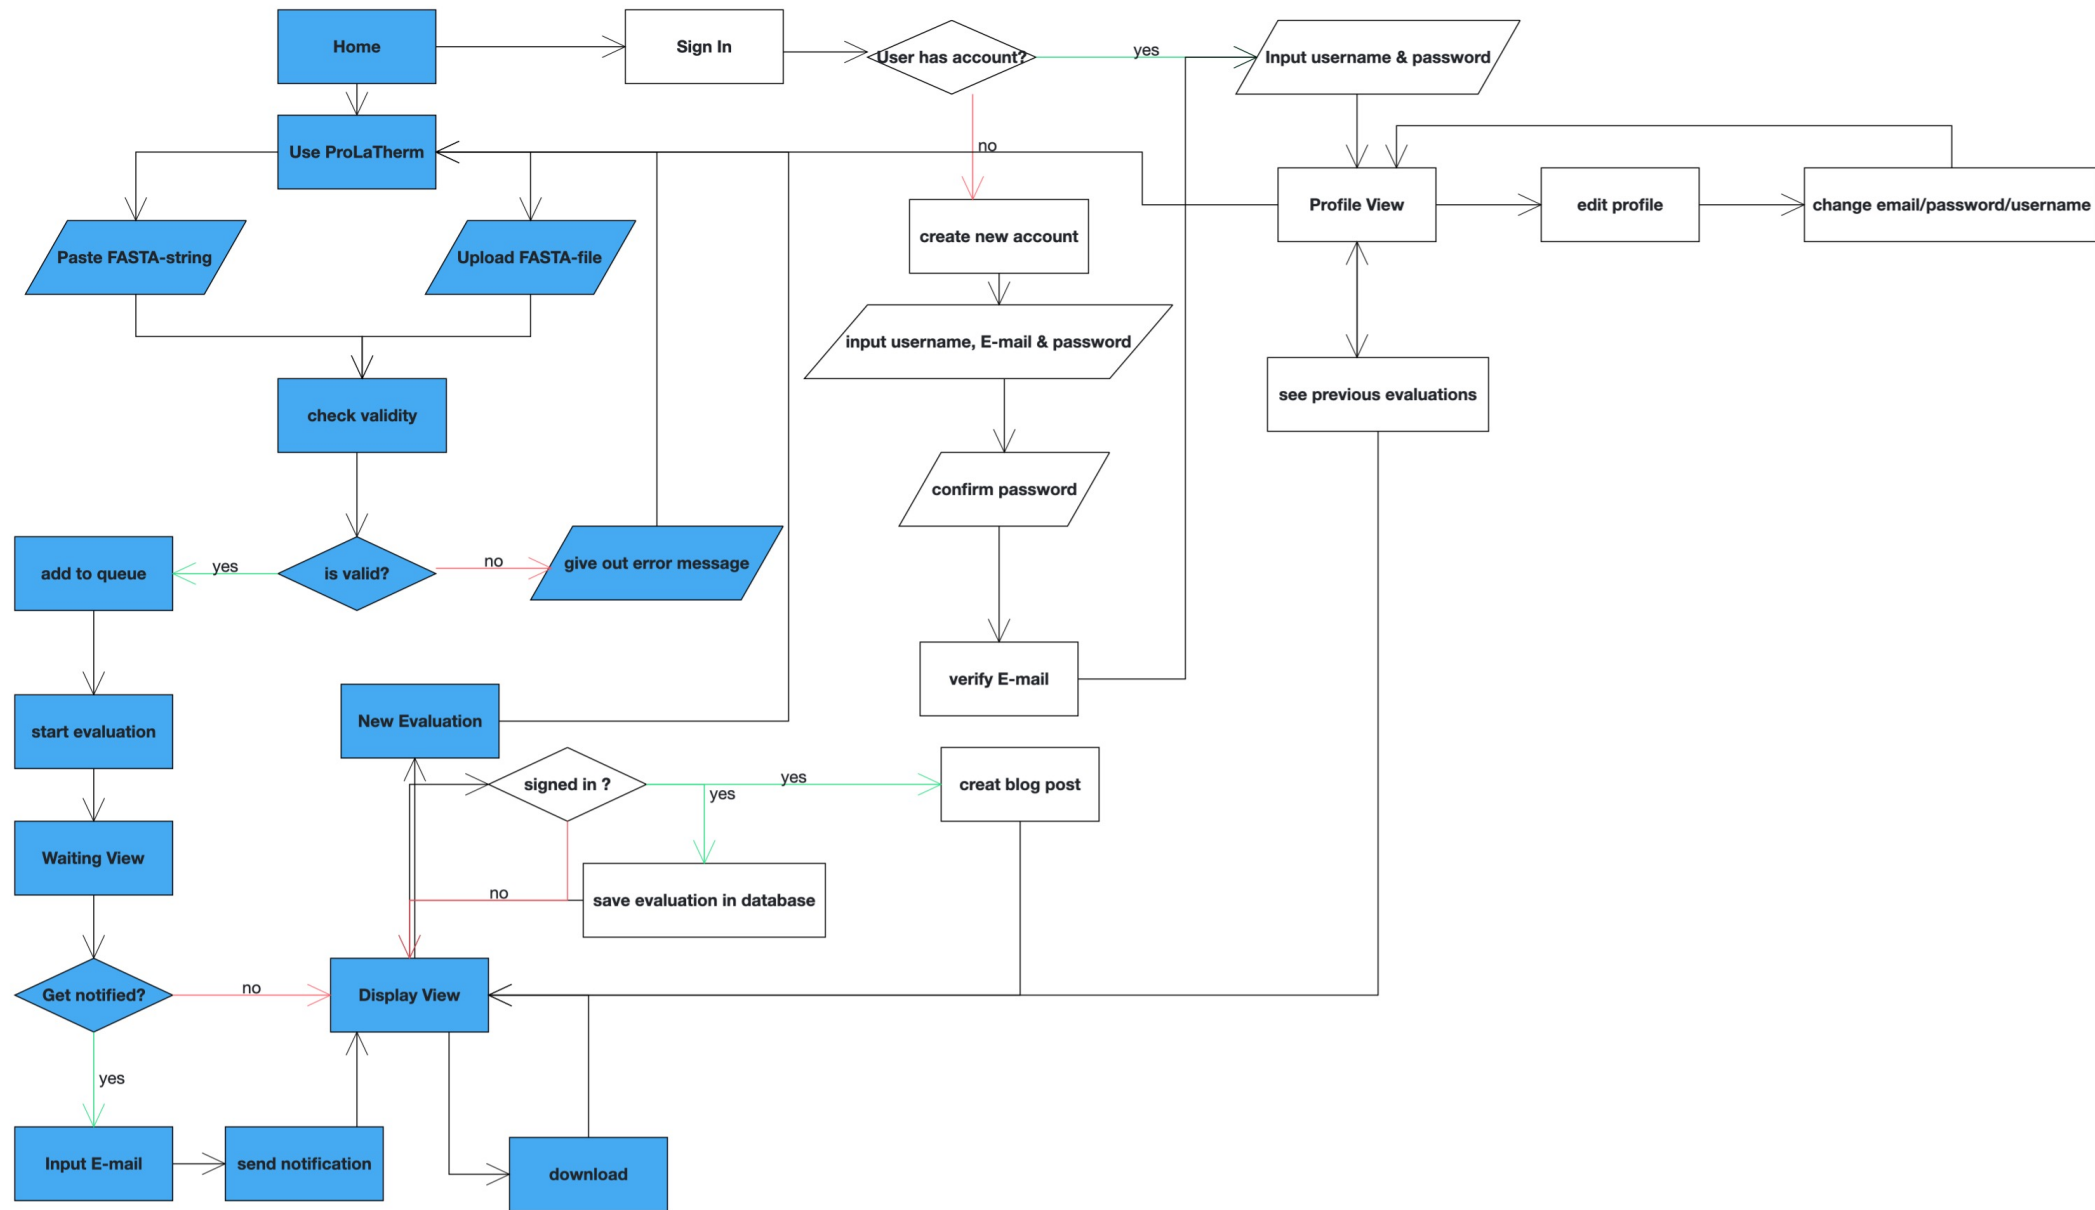 Home
Sign In
User has account?
yes
Input username & password
Use ProLaTherm
no
Paste FASTA-string
Upload FASTA-file
create new account
Profile View
edit profile
change email/password/username
input username, E-mail & password
check validity
see previous evaluations
confirm password
add to queue
yes
is valid?
no
give out error message
verify E-mail
start evaluation
New Evaluation
signed in ?
yes
yes
creat blog post
Waiting View
no
save evaluation in database
Get notified?
no
Display View
yes
Input E-mail
send notification
download